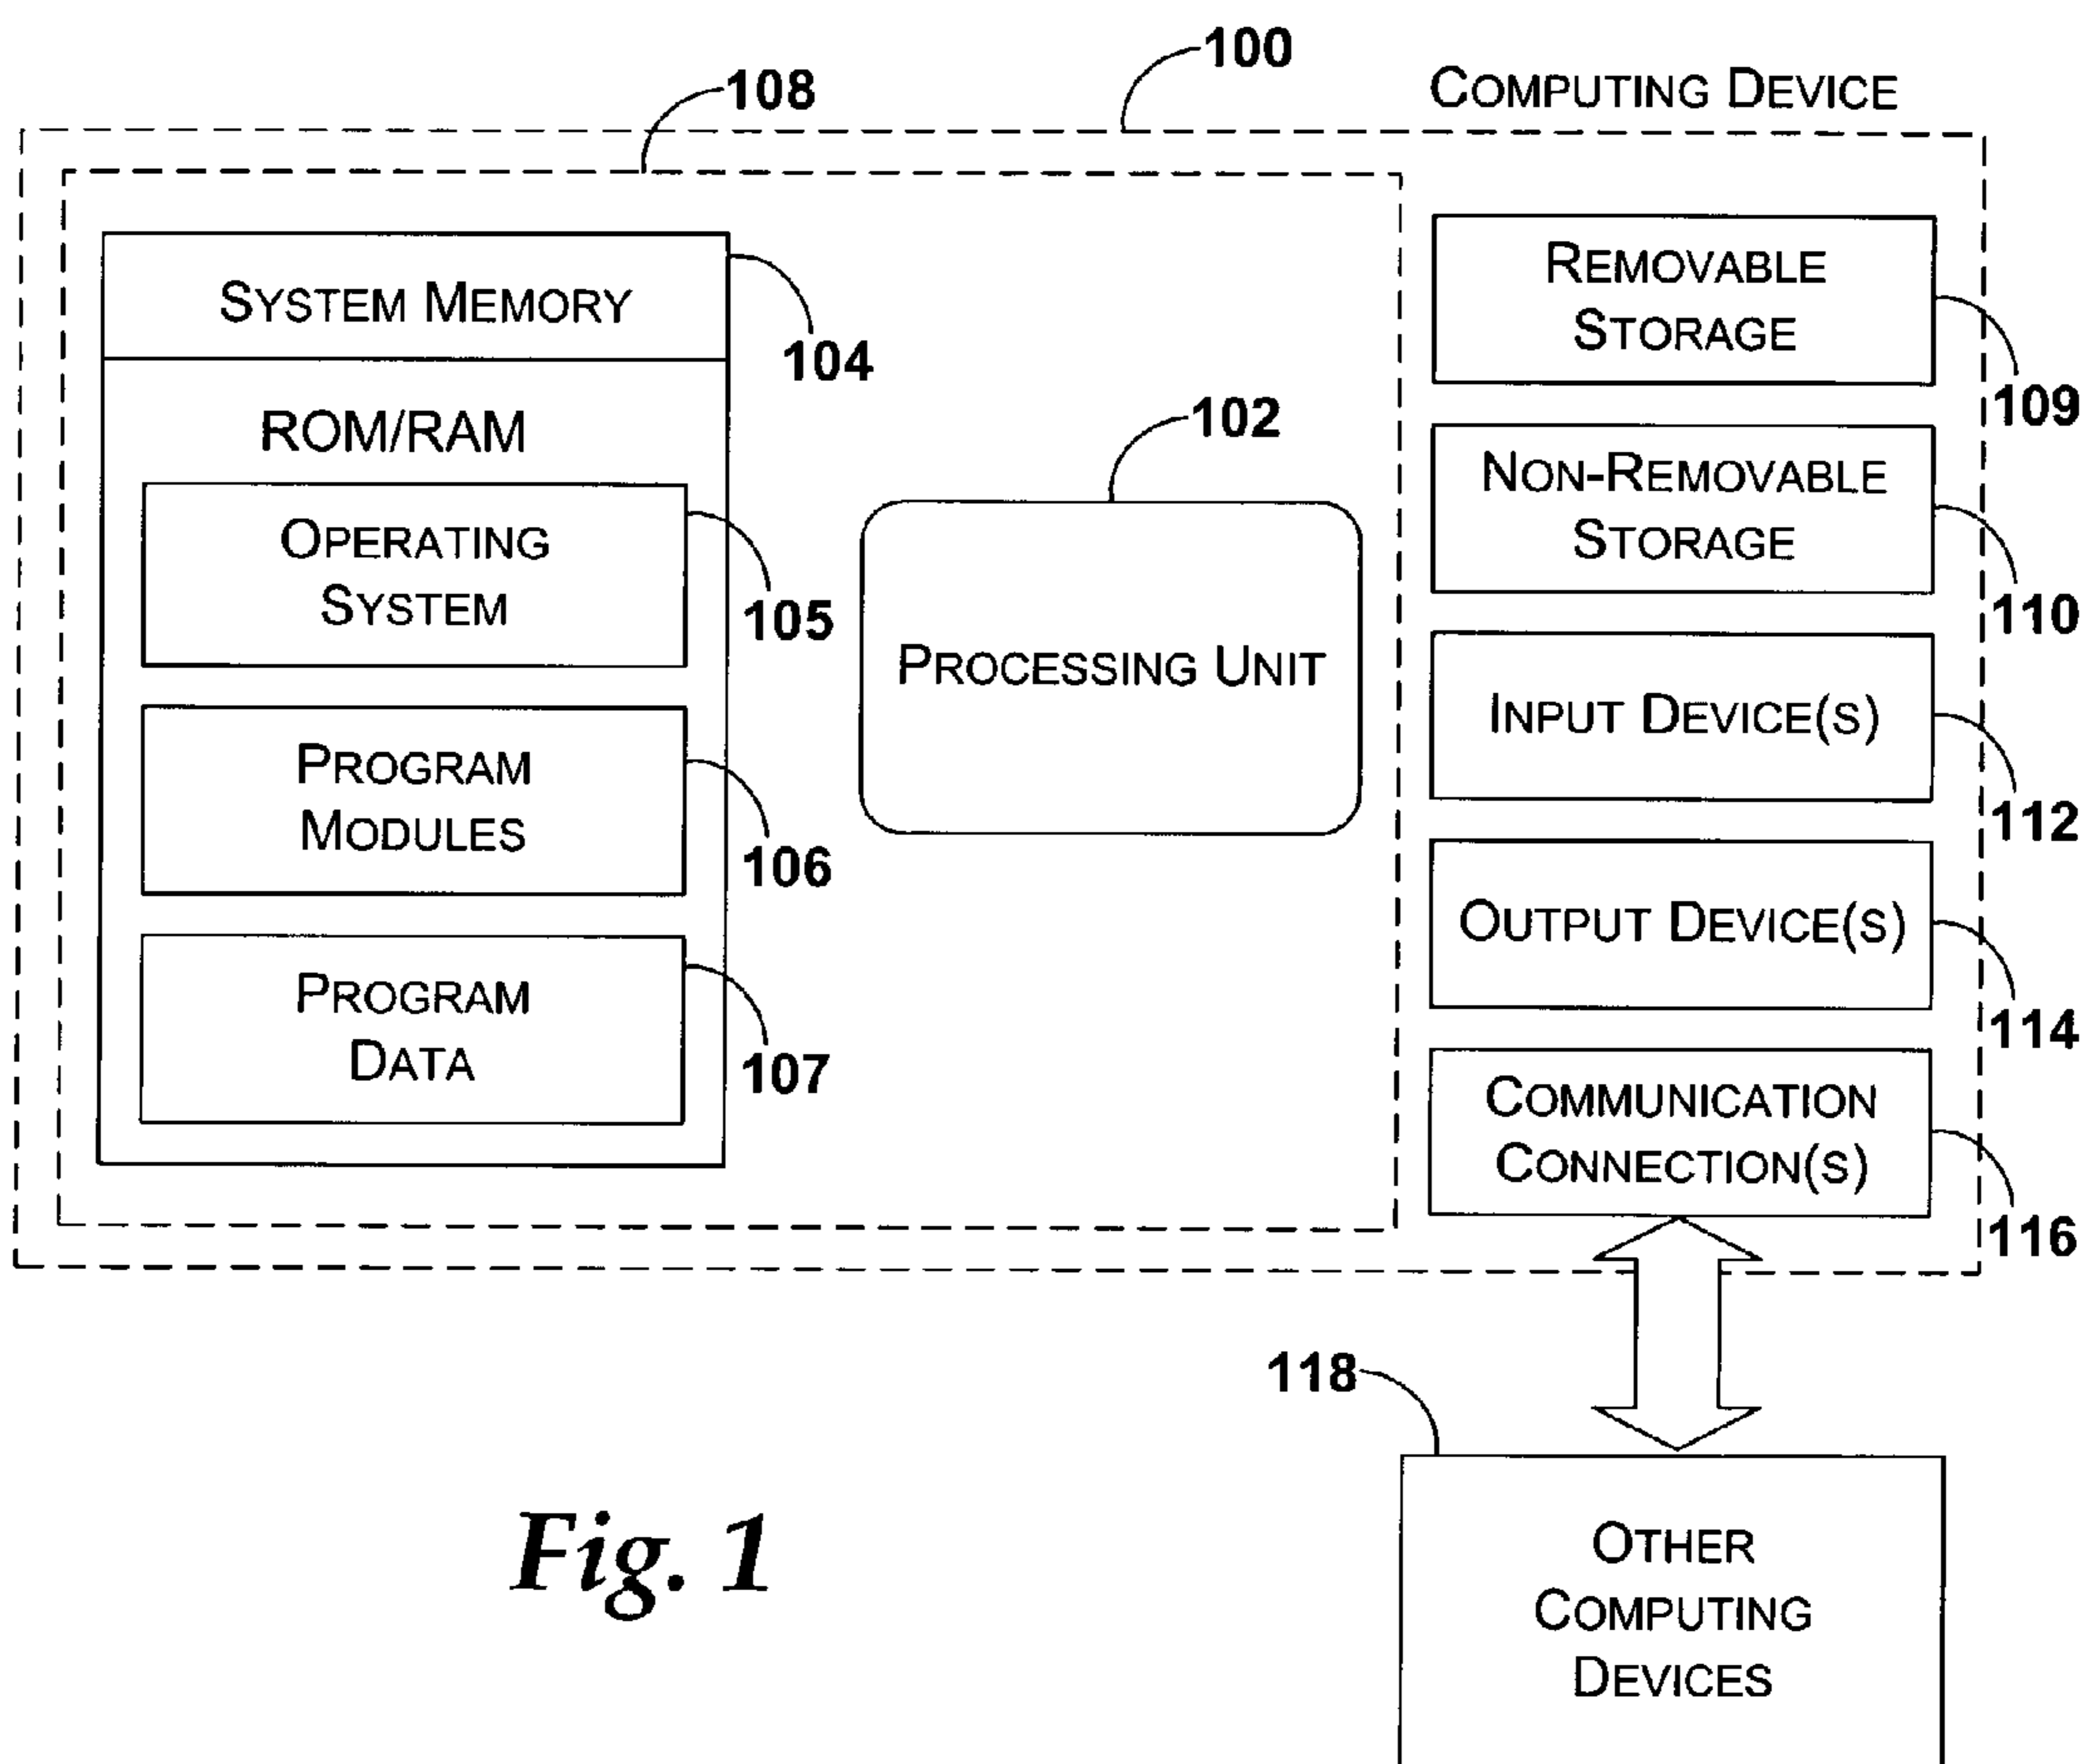 100
COMPUTING DEVICE
108
SYSTEM MEMORY
104
ROM/RAM
OPERATING
SYSTEM
105
PROGRAM
MODULES
106
PROGRAM
DATA
107
102
PROCESSING UNIT
REMOVABLE
STORAGE
109
NON-REMOVABLE
STORAGE
110
INPUT DEVICE(S)
112
OUTPUT DEVICE(S)
114
COMMUNICATION
CONNECTION(S)
116
118
OTHER
COMPUTING
DEVICES
Fig. 1